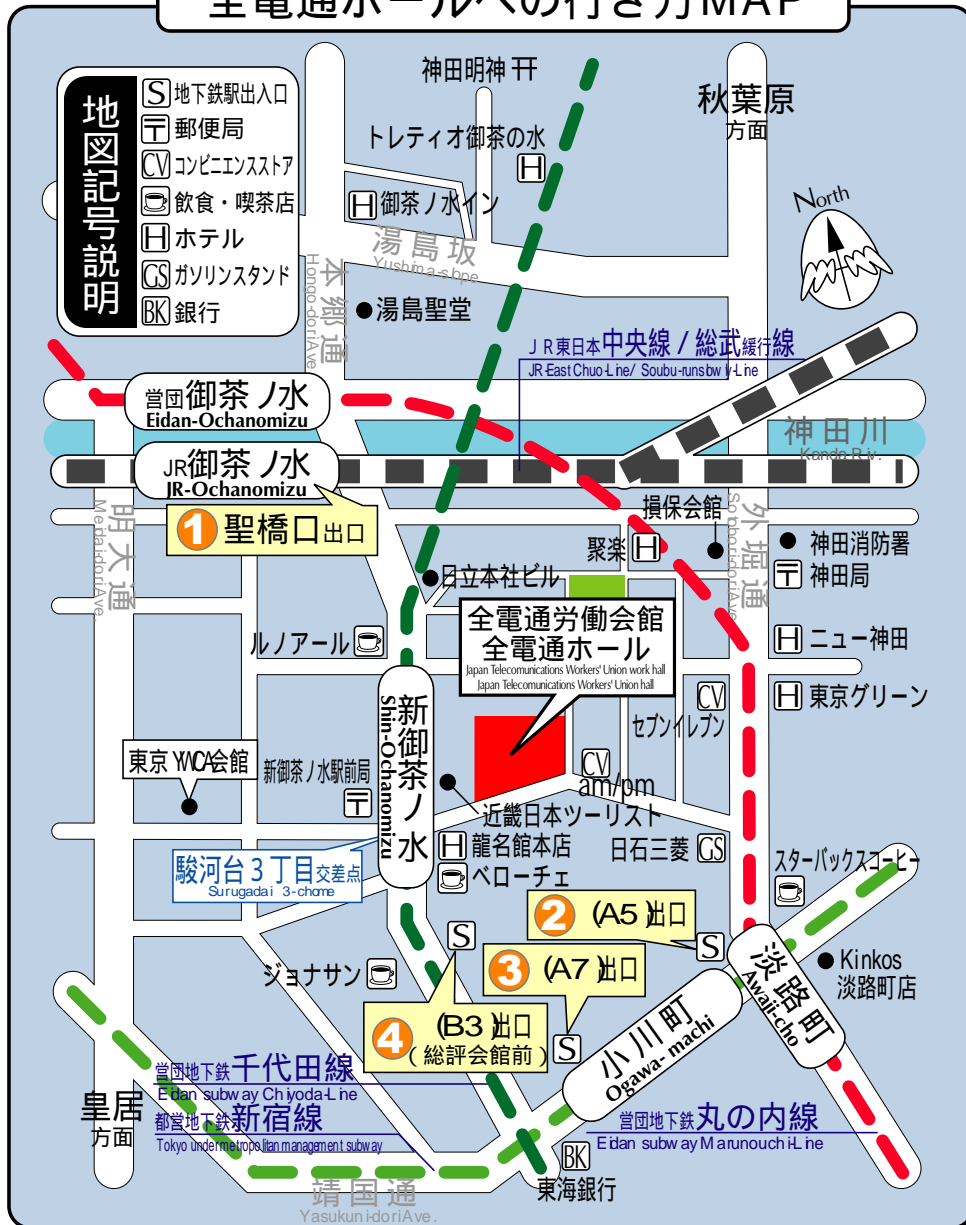 全電通ホールへの行き方MAP
地図記号説明
S 地下鉄駅出入口
〒 郵便局
CV コンビニエンスストア
飲食・喫茶店
H ホテル
GS ガソリンスタンド
BK 銀行
神田明神
秋葉原
方面
トレティオ御茶の水
H
H 御茶ノ水イン
North
湯島坂
Yushima-slope
本郷通
Hongo-doriAve.
湯島聖堂
JR東日本中央線/総武緩行線
JR-East Chuo-Line/ Soubu-runsbw ly-Line
営団御茶ノ水
Eidan-Ochanomizu
神田川
Kanda Riv.
JR御茶ノ水
JR-Ochanomizu
1 聖橋口出口
明大通
Meidai-doriAve.
損保会館
外堀通
Sotobori-doriAve.
聚楽 H
神田消防署
〒 神田局
日立本社ビル
全電通労働会館
全電通ホール
Japan Telecomunications Workers' Union work hall
Japan Telecomunications Workers' Union hall
ルノアール
H ニュー神田
H 東京グリーン
新御茶ノ水
Shin-Ochanomizu
CV
セブンイレブン
東京 YWCA会館
新御茶ノ水駅前局
〒
CV
am/pm
近畿日本ツーリスト
駿河台3丁目交差点
Surugadai 3-chome
H 龍名館本店
日石三菱 GS
ベローチェ
スターバックスコーヒー
2 (A5)出口
S
S
3 (A7)出口
ジョナサン
淡路町
Awaji-cho
Kinkos
淡路町店
4 (B3)出口
(総評会館前)
S
小川町
Ogawa-machi
営団地下鉄千代田線
Eidan subway Chiyoda-Line
皇居
方面
都営地下鉄新宿線
Tokyo undermetropolitan management subway
営団地下鉄丸の内線
Eidan subway Marunouchi-Line
BK
東海銀行
靖国通
Yasukuni-doriAve.